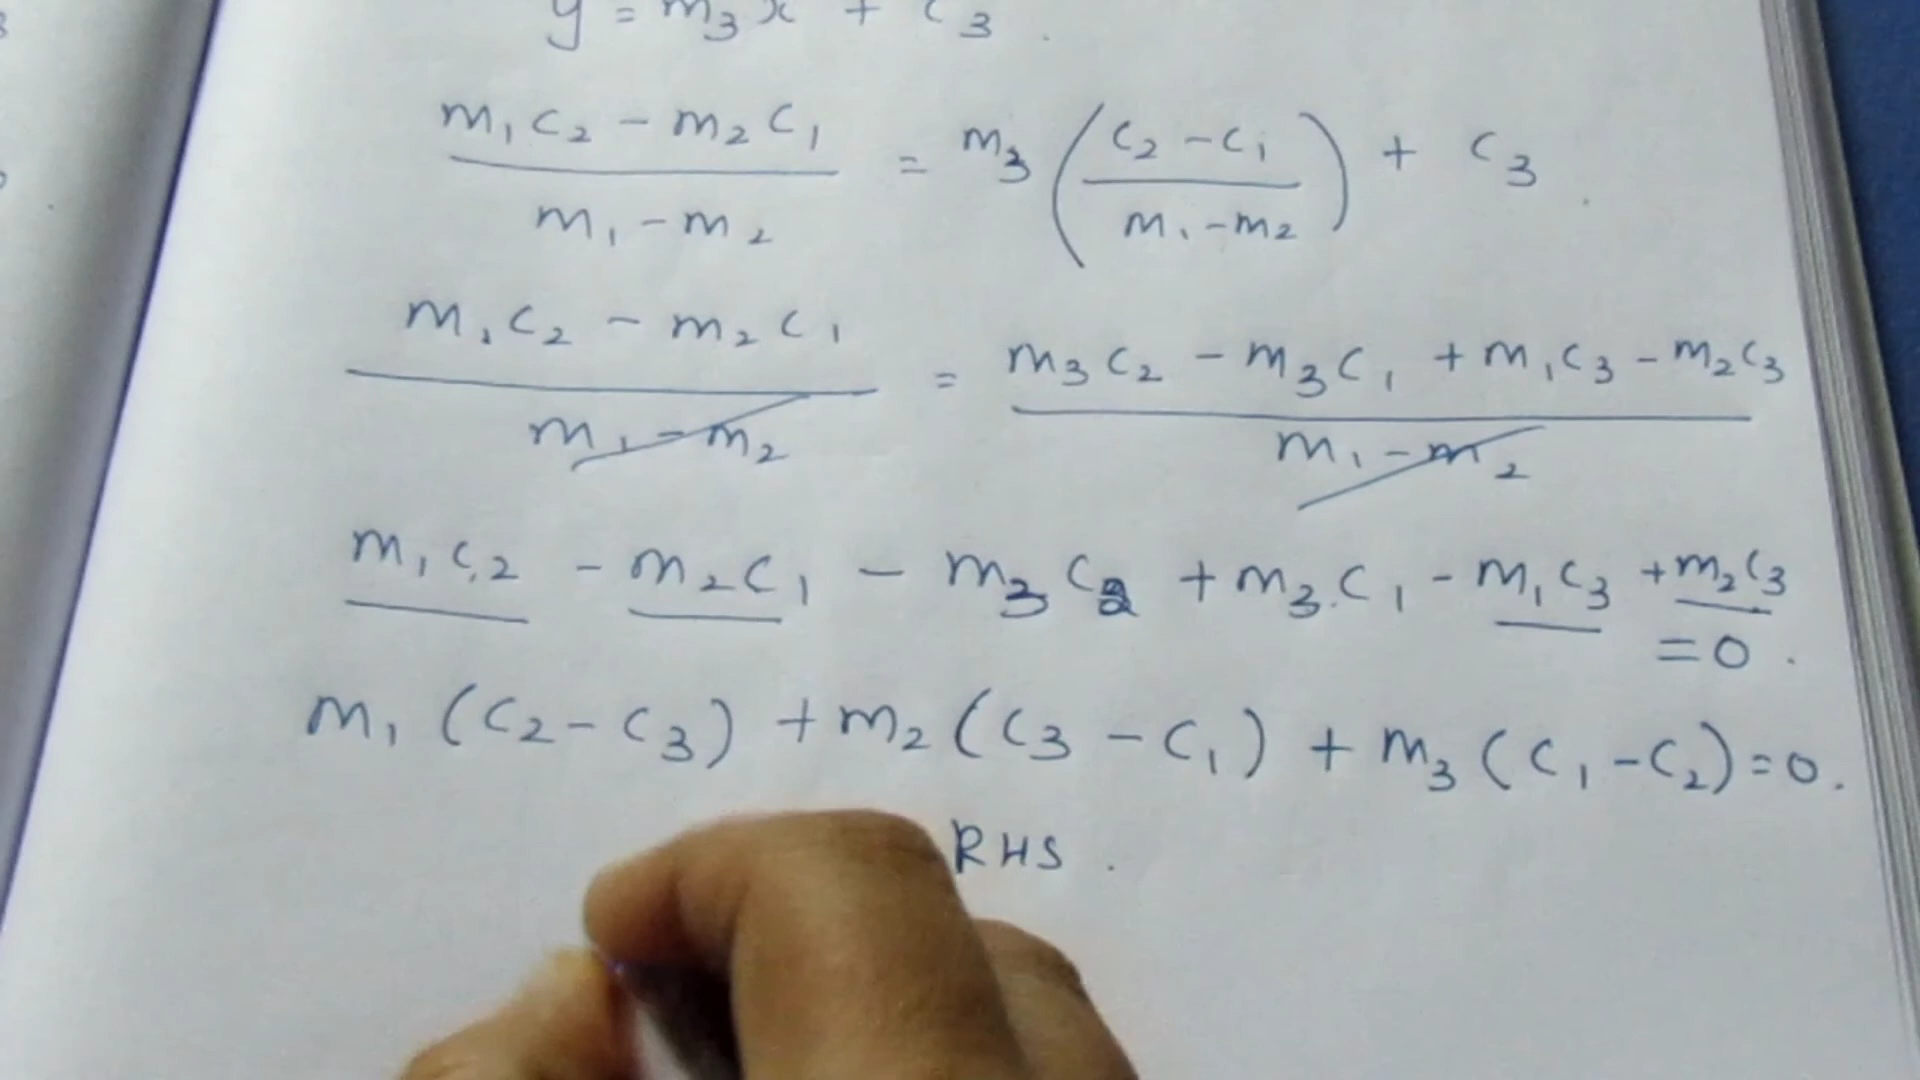 y = m₃x + c₃.
(m₁c₂ - m₂c₁)/(m₁ - m₂) = m₃((c₂ - c₁)/(m₁ - m₂)) + c₃.
(m₁c₂ - m₂c₁)/(m₁ - m₂) = (m₃c₂ - m₃c₁ + m₁c₃ - m₂c₃)/(m₁ - m₂)
m₁c₂ - m₂c₁ - m₃c₂ + m₃c₁ - m₁c₃ + m₂c₃
= 0.
m₁(c₂ - c₃) + m₂(c₃ - c₁) + m₃(c₁ - c₂) = 0.
RHS.